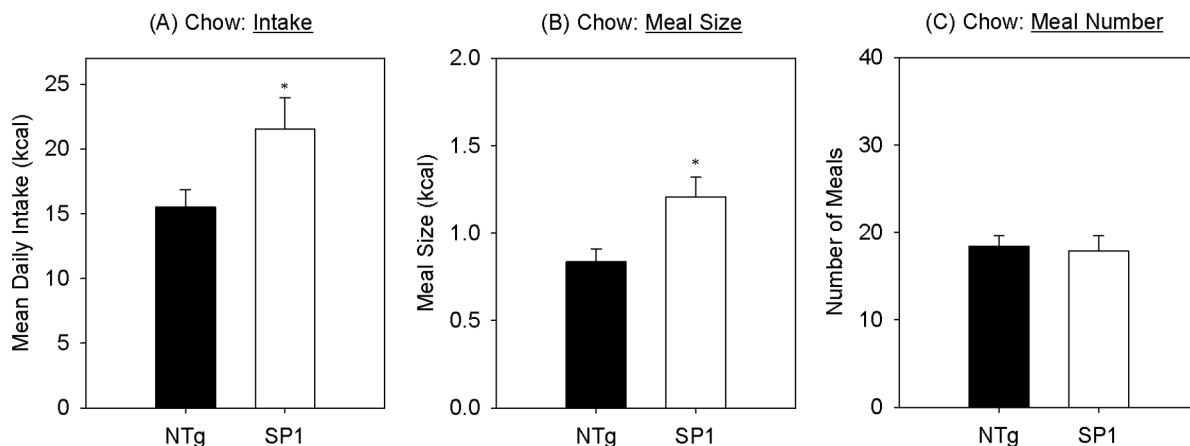 (A) Chow: Intake
Mean Daily Intake (kcal)
25
20
15
10
5
0
*
NTg
SP1
(B) Chow: Meal Size
Meal Size (kcal)
2.0
1.5
1.0
0.5
0.0
*
NTg
SP1
(C) Chow: Meal Number
Number of Meals
40
30
20
10
0
NTg
SP1